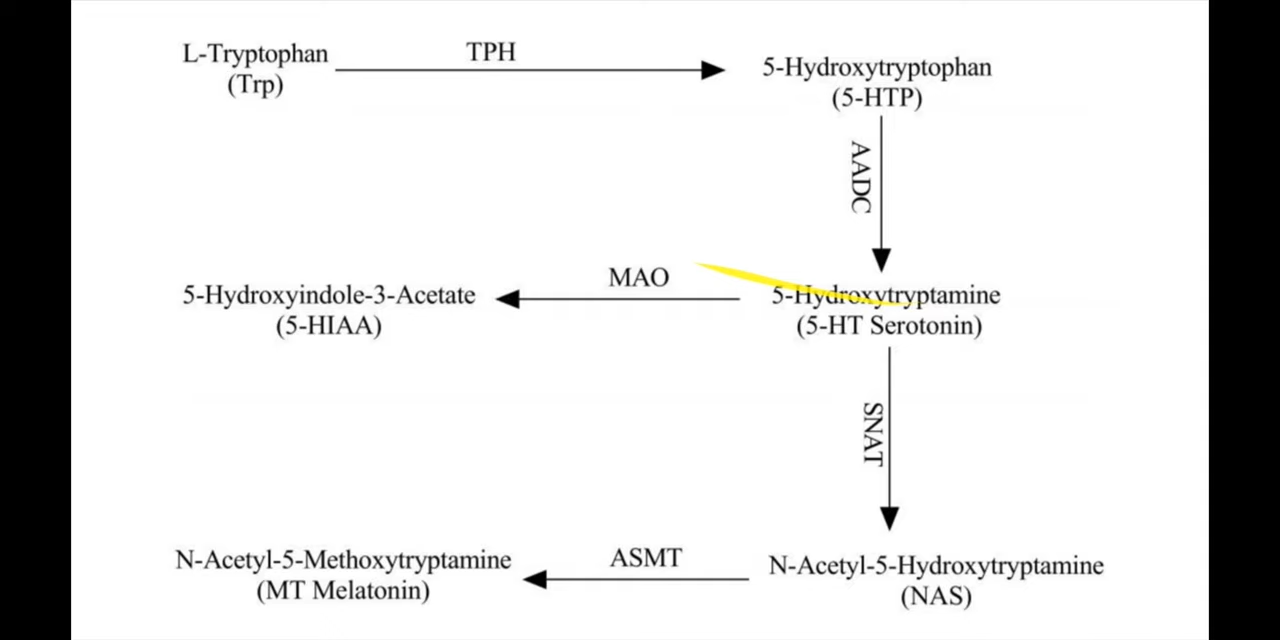 L-Tryptophan
(Trp)
TPH
5-Hydroxytryptophan
(5-HTP)
AADC
5-Hydroxyindole-3-Acetate
(5-HIAA)
MAO
5-Hydroxytryptamine
(5-HT Serotonin)
SNAT
N-Acetyl-5-Methoxytryptamine
(MT Melatonin)
ASMT
N-Acetyl-5-Hydroxytryptamine
(NAS)